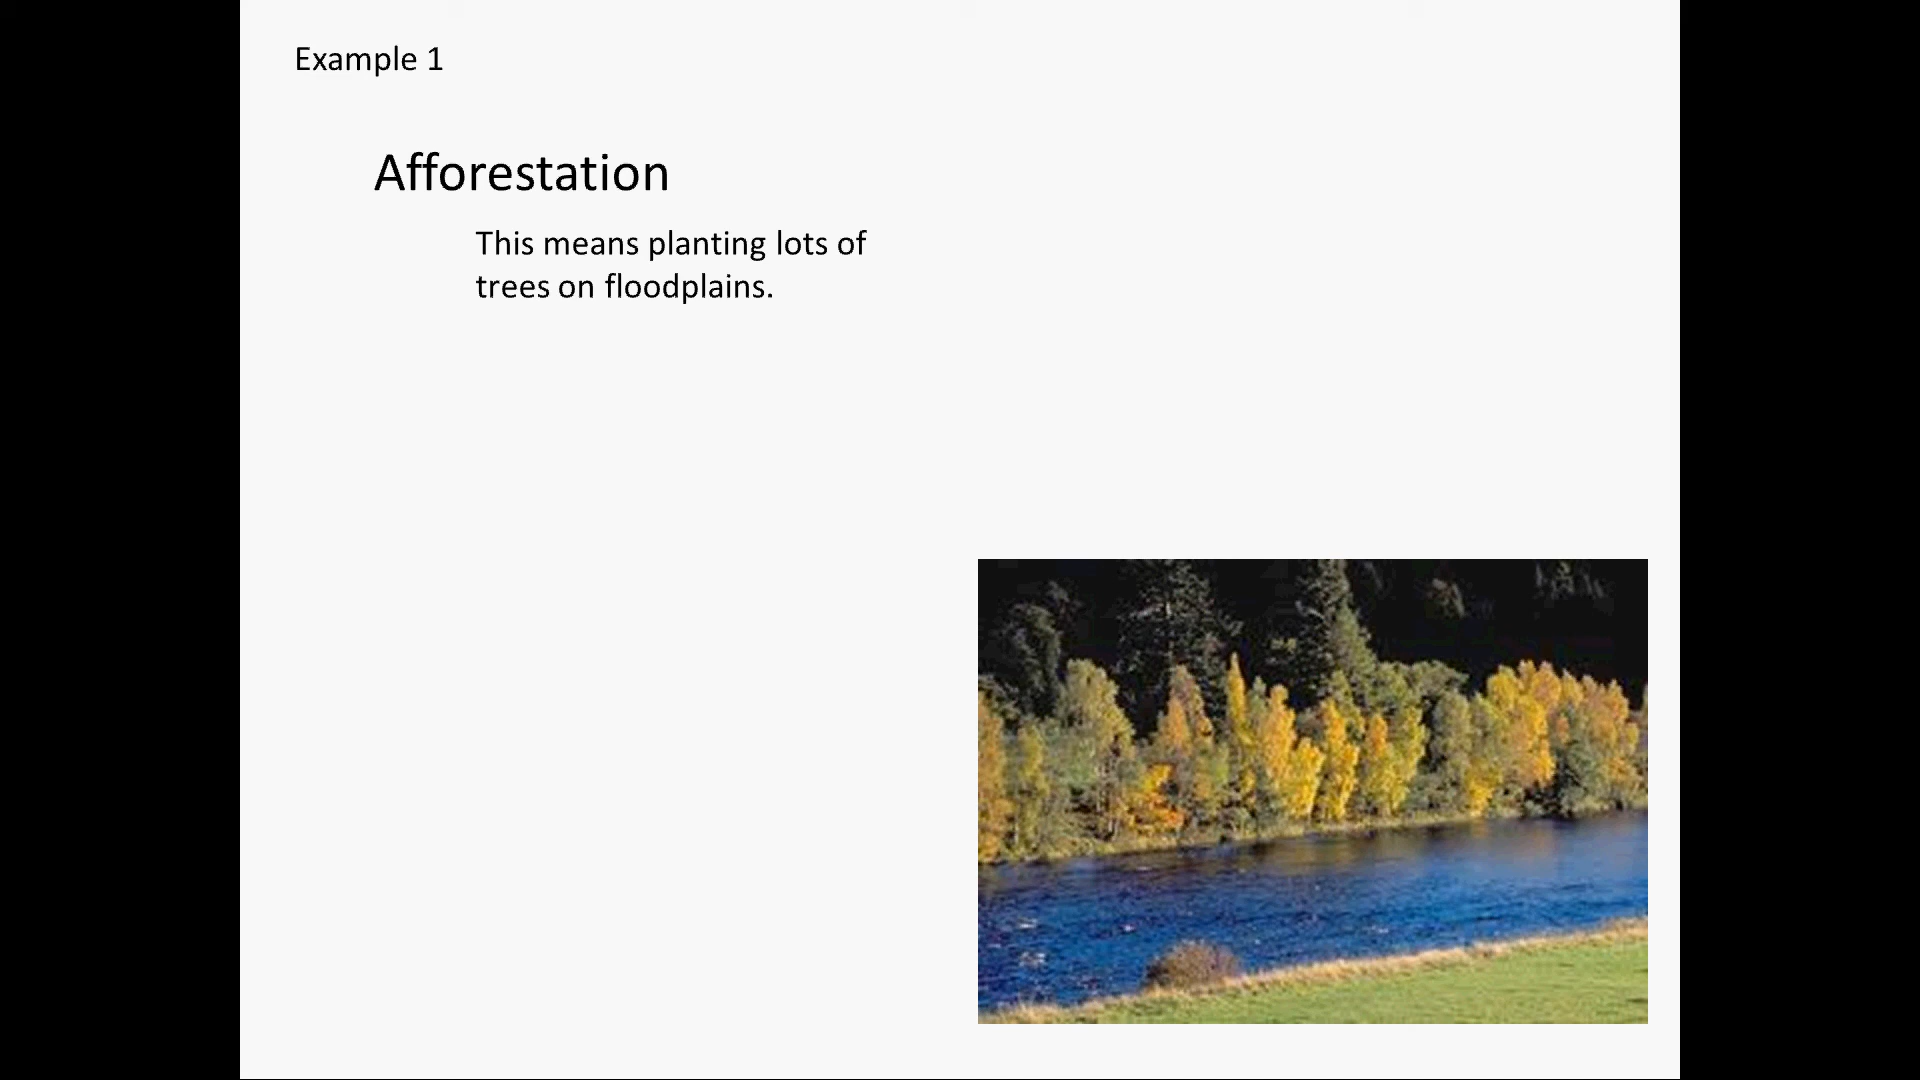 Example 1
Afforestation
This means planting lots of
trees on floodplains.